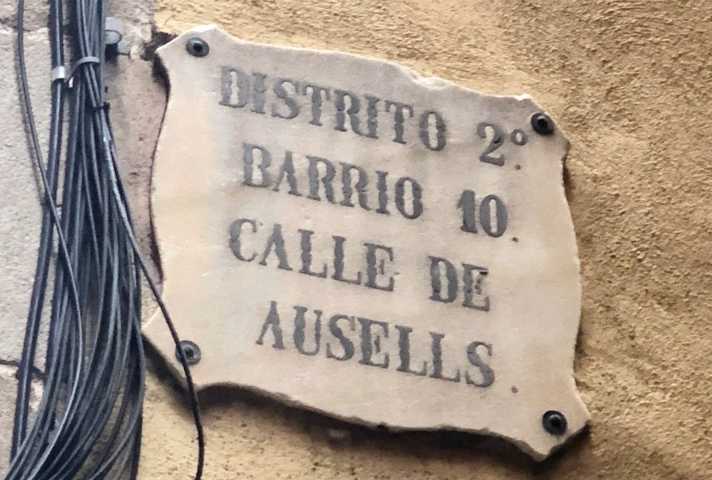 DISTRITO 2º.
BARRIO 10.
CALLE DE
AUSELLS.